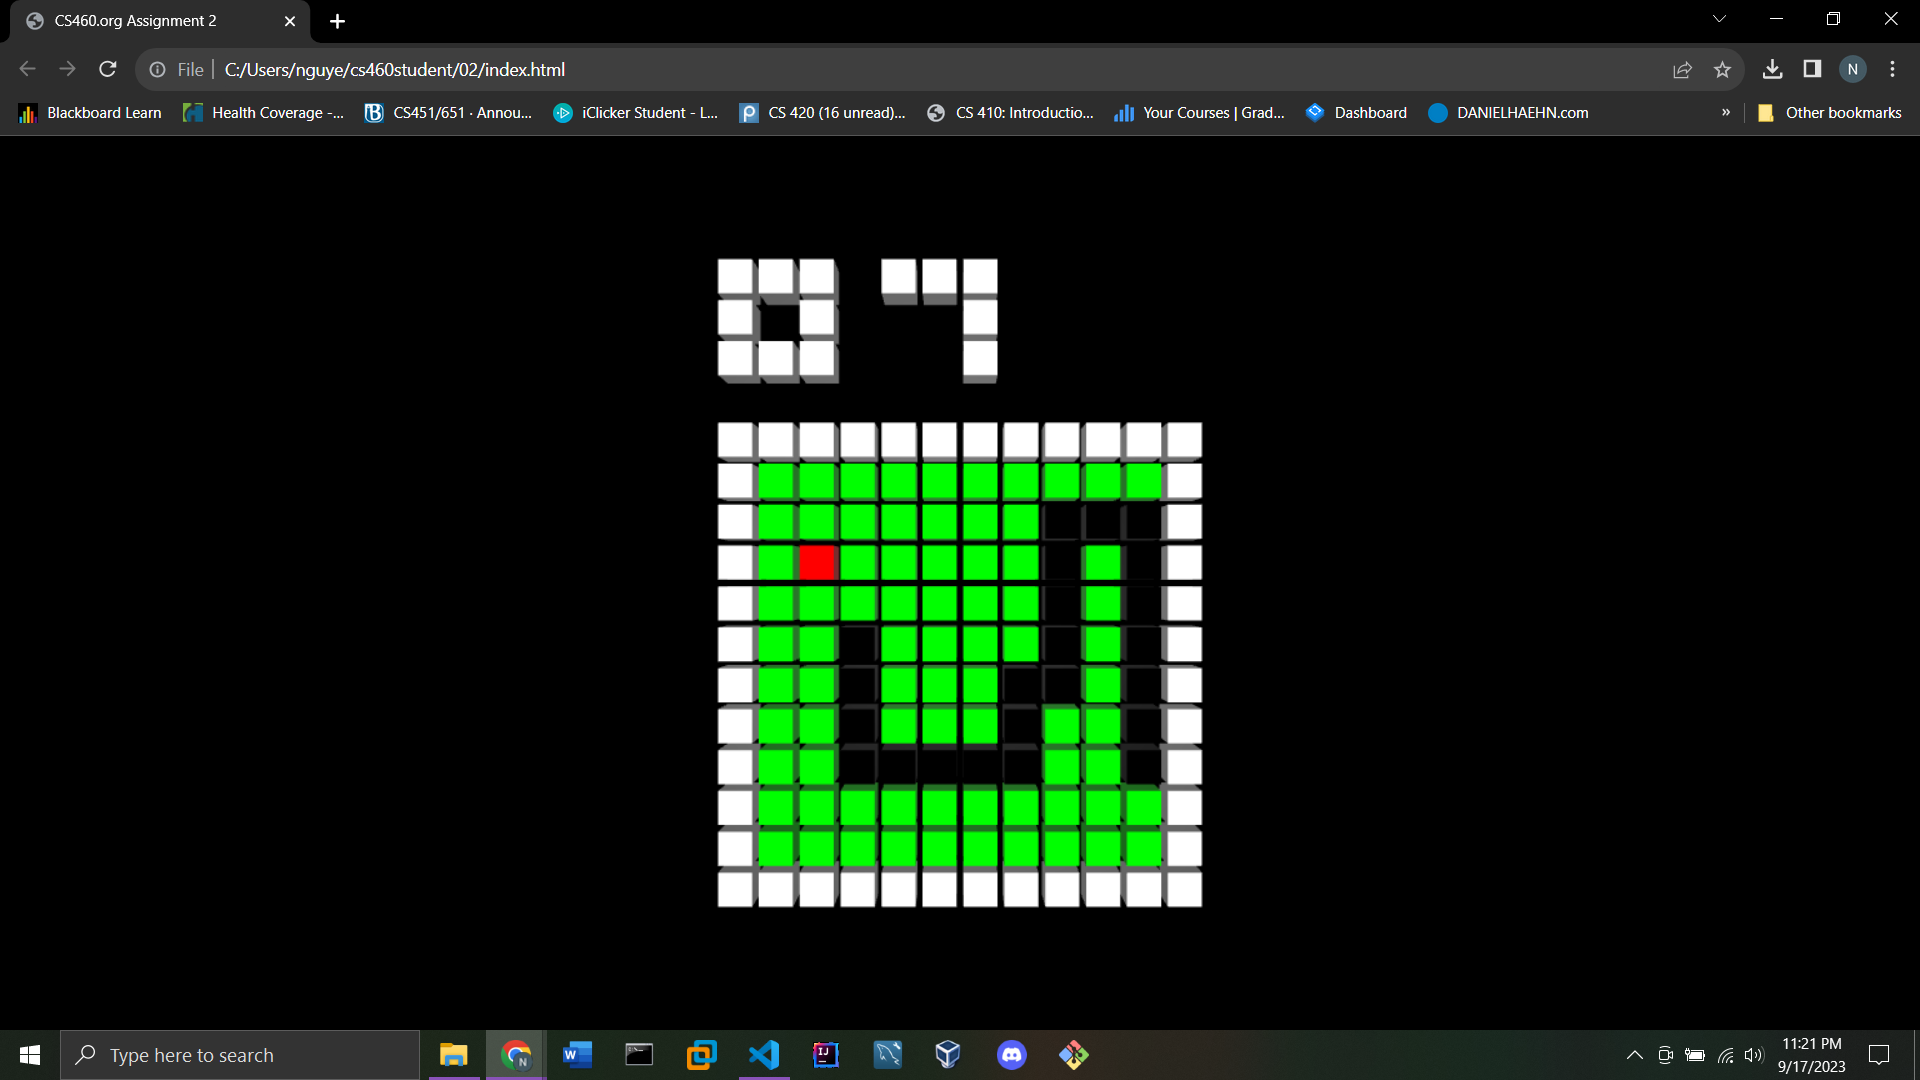 CS460.org Assignment 2
File C:/Users/nguye/cs460student/02/index.html N
Blackboard Learn Health Coverage -... CS451/651 · Annou... iClicker Student - L... CS 420 (16 unread)... CS 410: Introductio... Your Courses | Grad... Dashboard DANIELHAEHN.com » Other bookmarks
07
Type here to search
11:21 PM
9/17/2023